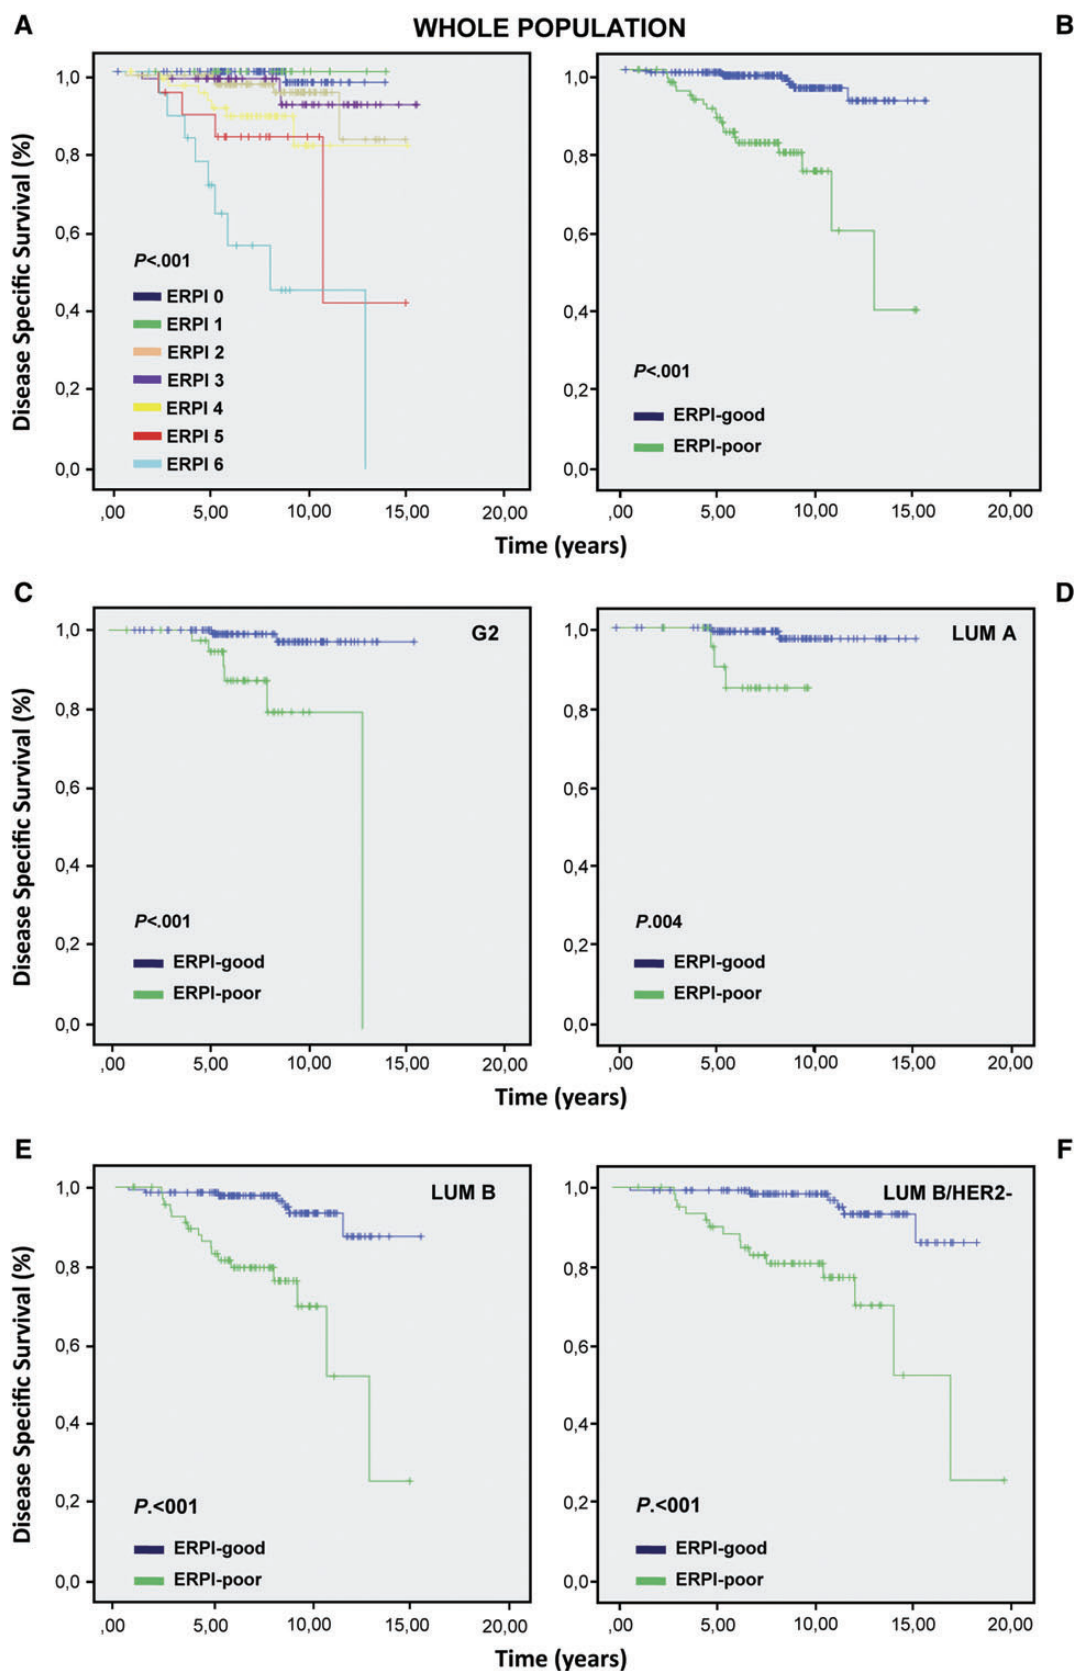 A
WHOLE POPULATION
B
Disease Specific Survival (%)
1,0
0,8
0,6
0,4
0,2
0,0
P<.001
ERPI 0
ERPI 1
ERPI 2
ERPI 3
ERPI 4
ERPI 5
ERPI 6
,00 5,00 10,00 15,00 20,00
1,0
0,8
0,6
0,4
0,2
0,0
P<.001
ERPI-good
ERPI-poor
,00 5,00 10,00 15,00 20,00
Time (years)
C
D
Disease Specific Survival (%)
G2
1,0
0,8
0,6
0,4
0,2
0,0
P<.001
ERPI-good
ERPI-poor
,00 5,00 10,00 15,00 20,00
LUM A
1,0
0,8
0,6
0,4
0,2
0,0
P.004
ERPI-good
ERPI-poor
,00 5,00 10,00 15,00 20,00
Time (years)
E
F
Disease Specific Survival (%)
LUM B
1,0
0,8
0,6
0,4
0,2
0,0
P.<001
ERPI-good
ERPI-poor
,00 5,00 10,00 15,00 20,00
LUM B/HER2-
1,0
0,8
0,6
0,4
0,2
0,0
P.<001
ERPI-good
ERPI-poor
,00 5,00 10,00 15,00 20,00
Time (years)